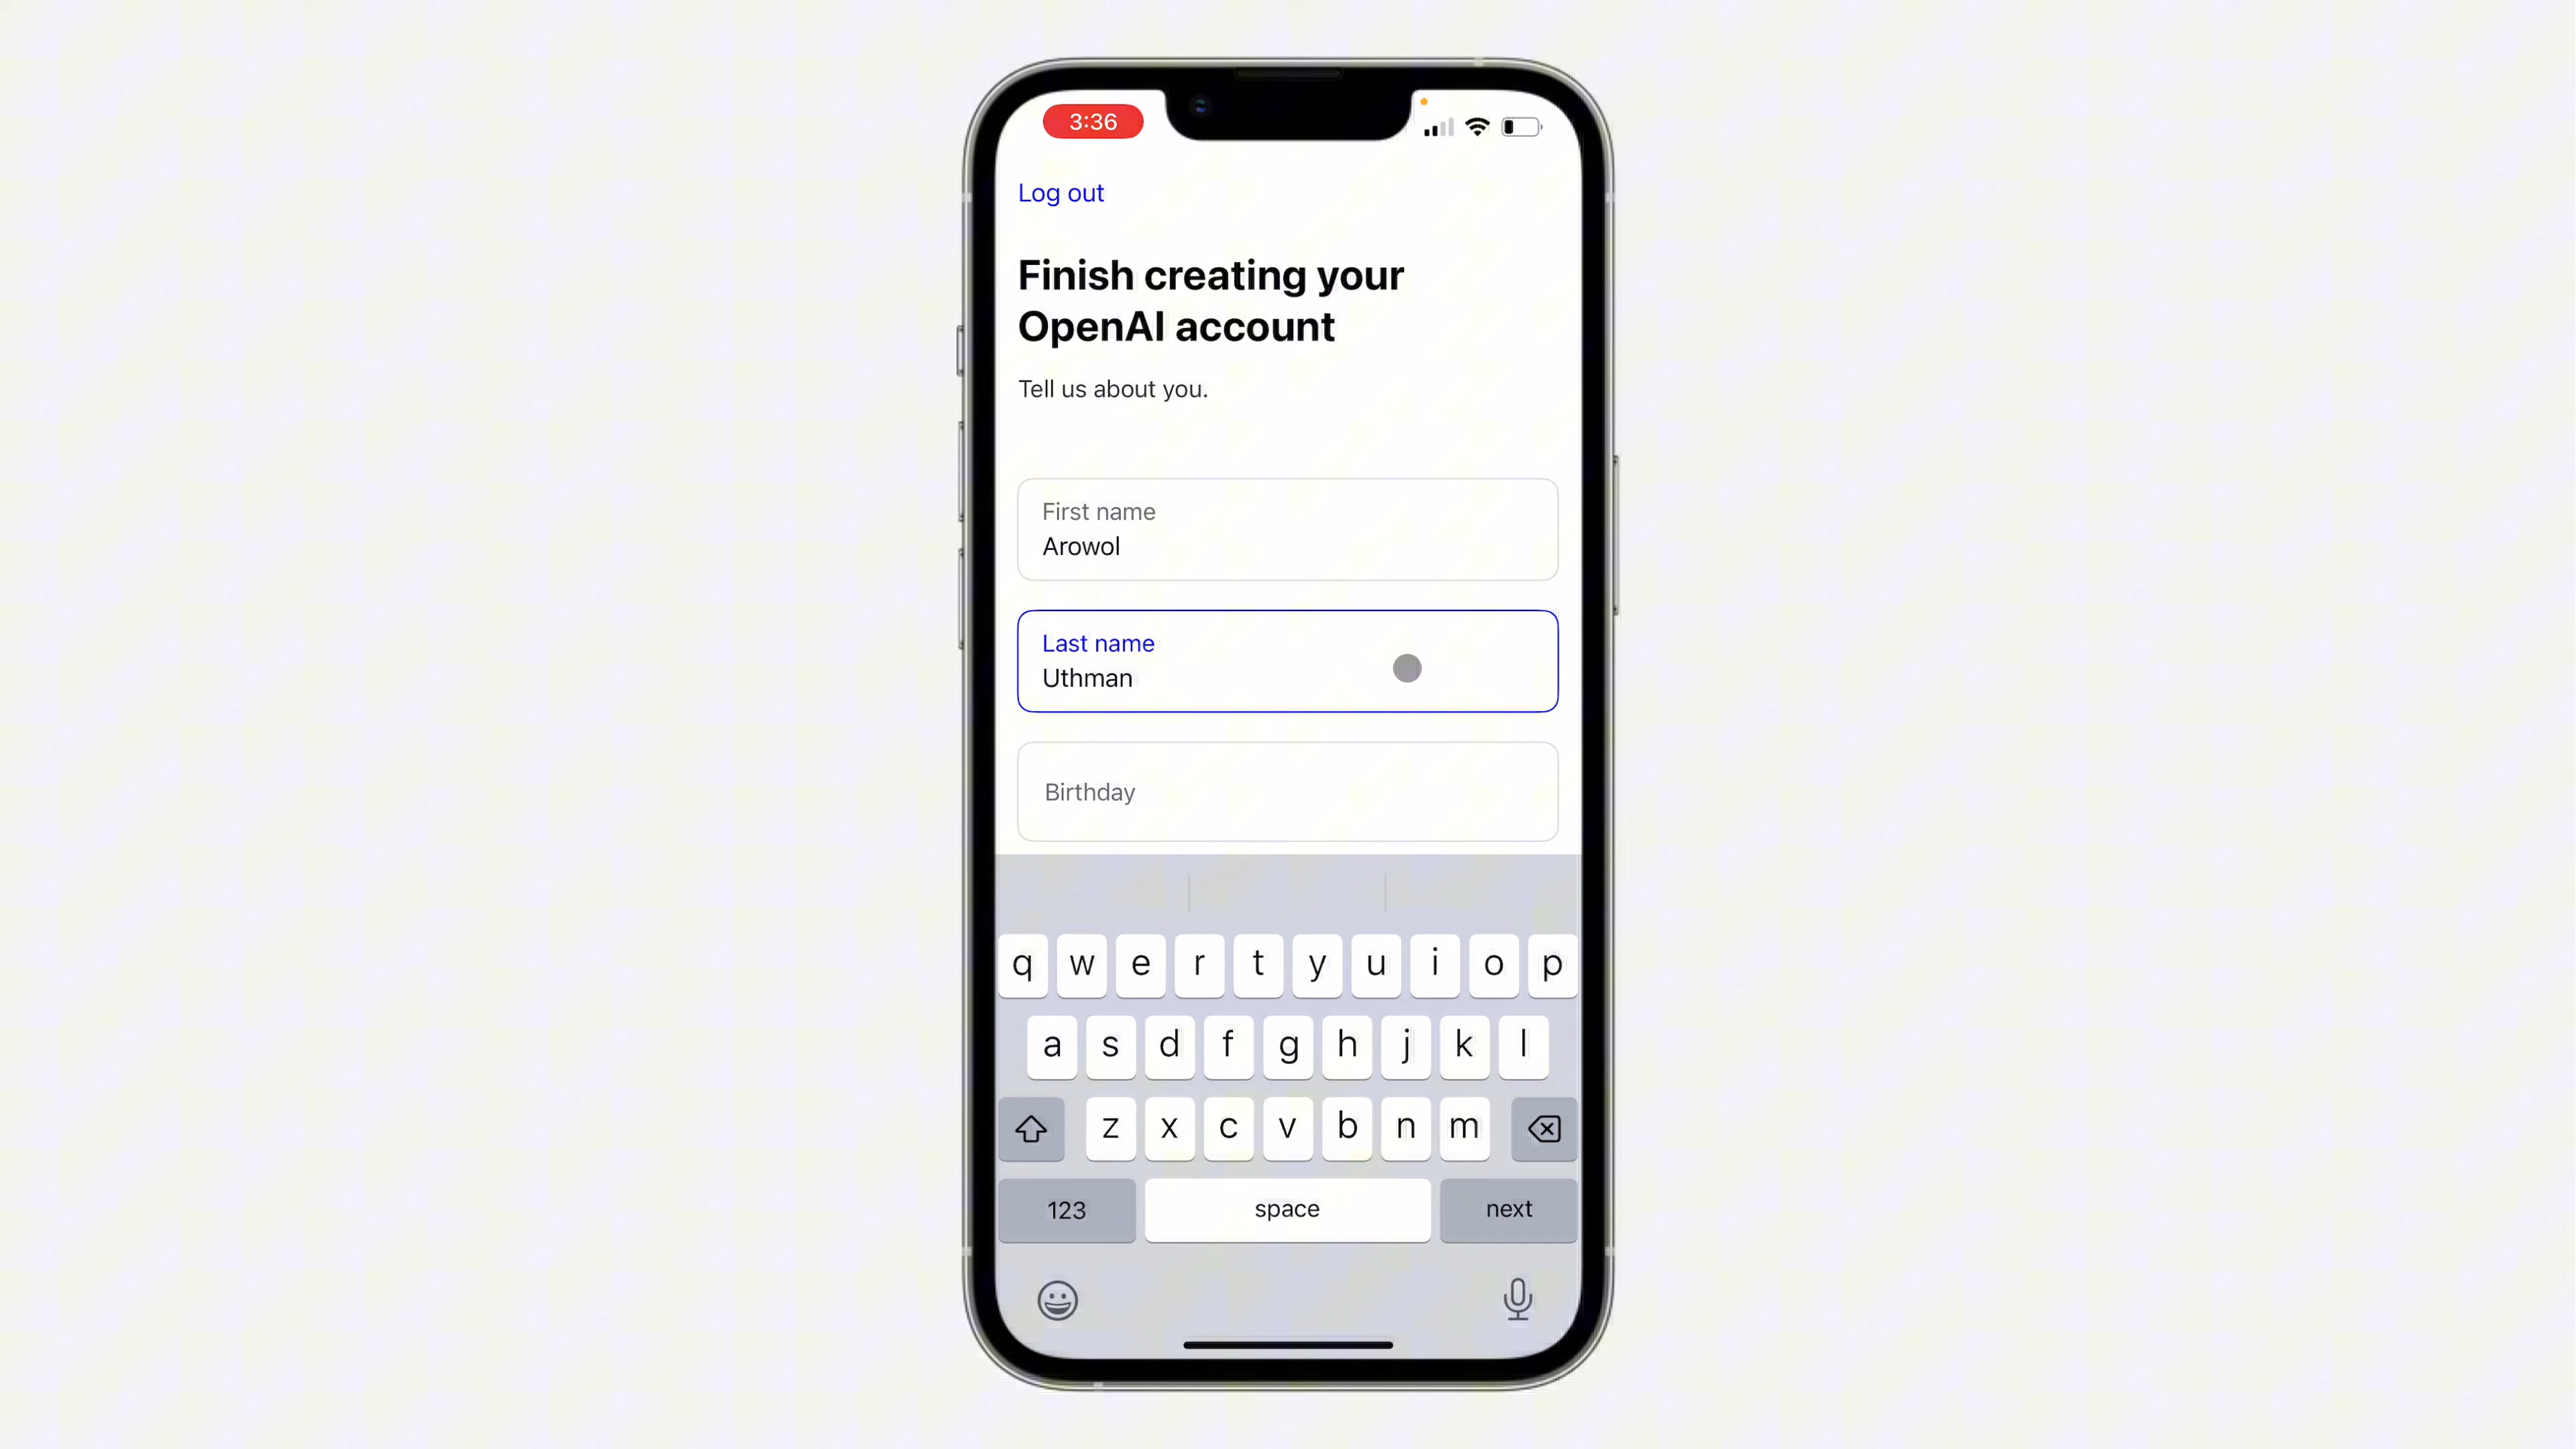 3:36
Log out
Finish creating your
OpenAI account
Tell us about you.
First name
Arowol
Last name
Uthman
Birthday
q w e r t y u i o p
a s d f g h j k l
z x c v b n m
123 space next